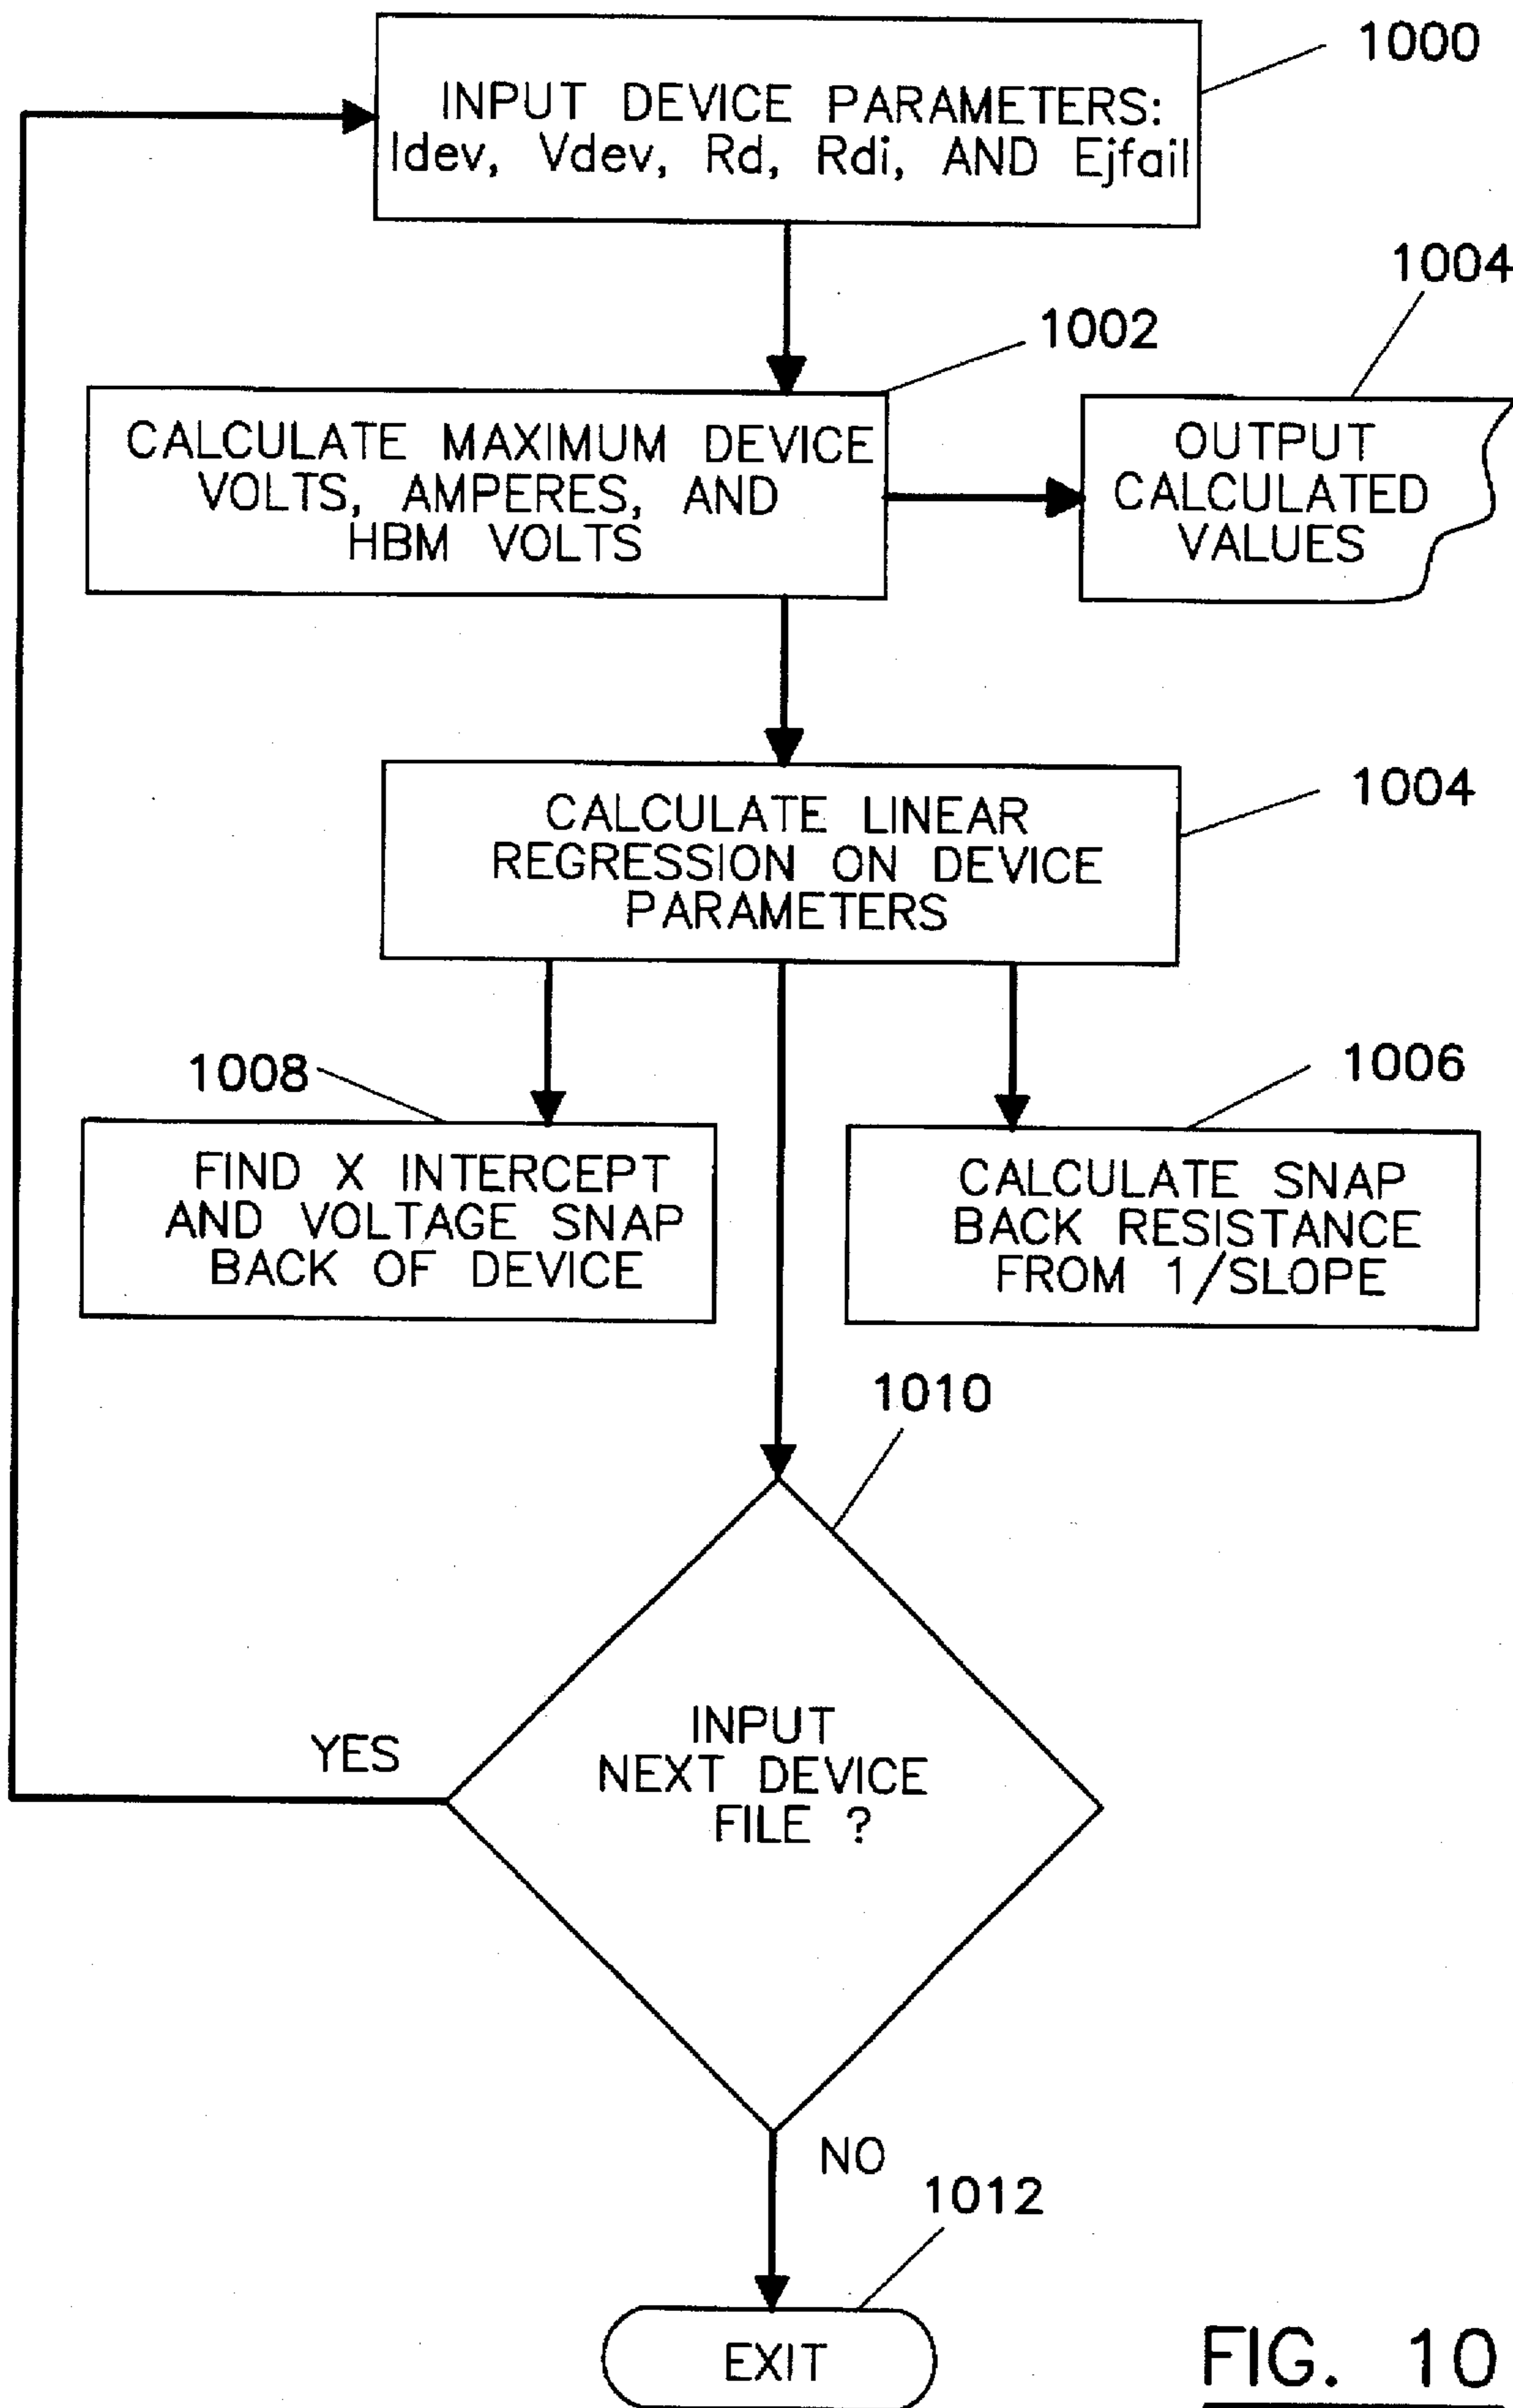 1000
INPUT DEVICE PARAMETERS:
Idev, Vdev, Rd, Rdi, AND Ejfail
1004
1002
CALCULATE MAXIMUM DEVICE
VOLTS, AMPERES, AND
HBM VOLTS
OUTPUT
CALCULATED
VALUES
1004
CALCULATE LINEAR
REGRESSION ON DEVICE
PARAMETERS
1008
1006
FIND X INTERCEPT
AND VOLTAGE SNAP
BACK OF DEVICE
CALCULATE SNAP
BACK RESISTANCE
FROM 1/SLOPE
1010
INPUT
NEXT DEVICE
FILE ?
YES
NO
1012
EXIT
FIG. 10